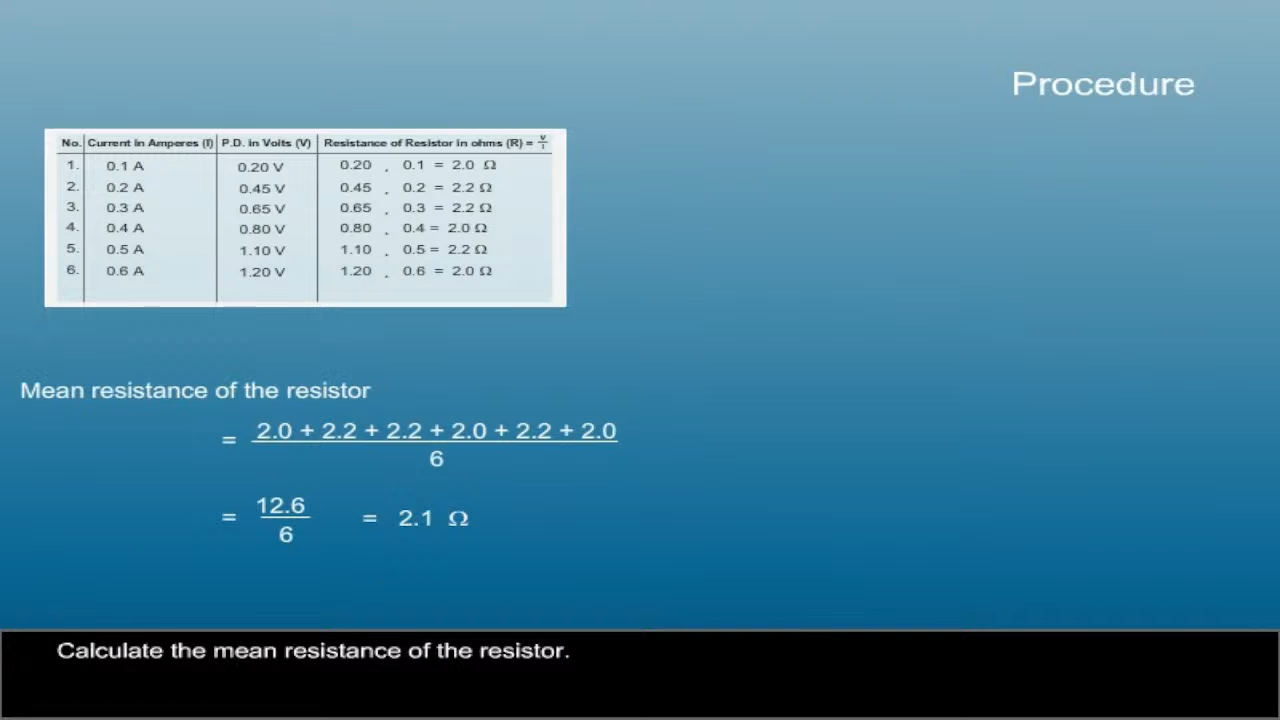 Procedure
No. Current in Amperes (I) P.D. in Volts (V) Resistance of Resistor in ohms (R) = V/I
1. 0.1 A 0.20 V 0.20 . 0.1 = 2.0 Ω
2. 0.2 A 0.45 V 0.45 . 0.2 = 2.2 Ω
3. 0.3 A 0.65 V 0.65 . 0.3 = 2.2 Ω
4. 0.4 A 0.80 V 0.80 . 0.4 = 2.0 Ω
5. 0.5 A 1.10 V 1.10 . 0.5 = 2.2 Ω
6. 0.6 A 1.20 V 1.20 . 0.6 = 2.0 Ω
Mean resistance of the resistor
= 2.0 + 2.2 + 2.2 + 2.0 + 2.2 + 2.0
6
= 12.6 = 2.1 Ω
6
Calculate the mean resistance of the resistor.